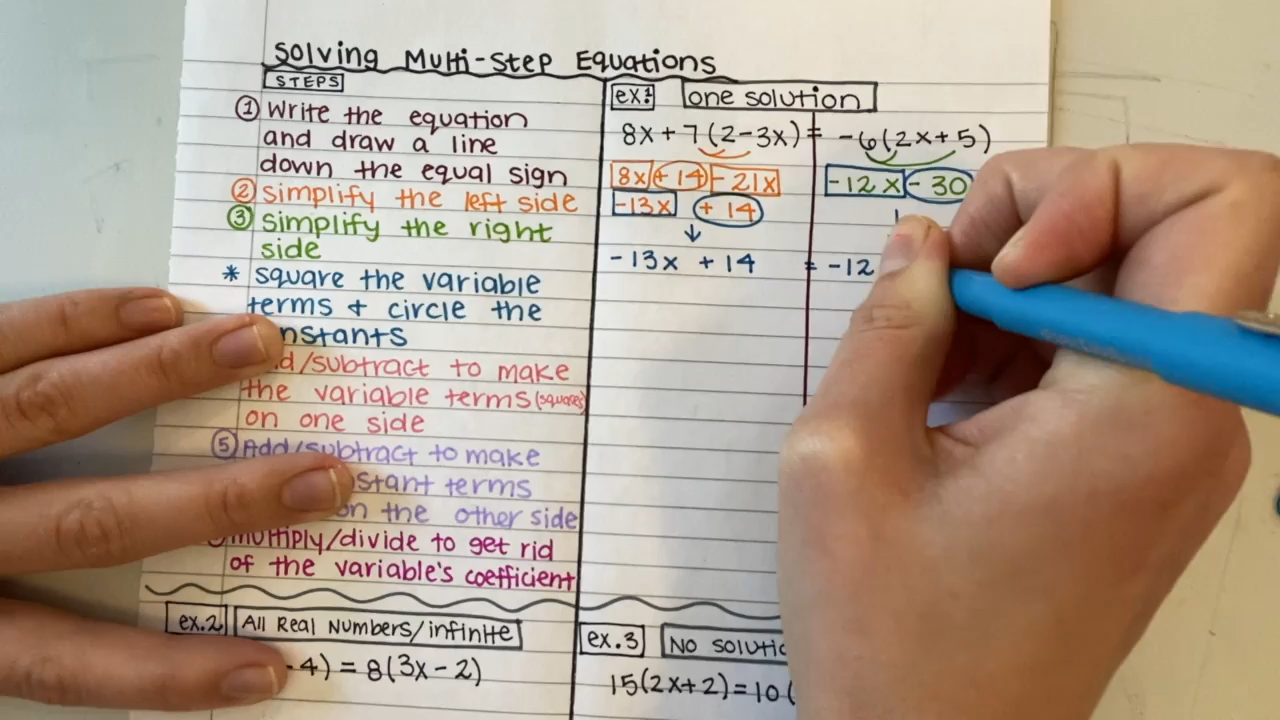 Solving Multi-Step Equations
STEPS
① Write the equation
and draw a line
down the equal sign
② simplify the left side
③ simplify the right
side
* square the variable
terms + circle the
nstants
d/subtract to make
the variable terms (squares)
on one side
⑤ Add/subtract to make
stant terms
on the other side
multiply/divide to get rid
of the variable's coefficient
ex.1 one solution
8x + 7(2-3x) = -6(2x+5)
8x + 14 - 21x -12x - 30
-13x + 14
↓
-13x + 14 = -12
ex.2 All Real Numbers/infinite
-4) = 8(3x-2)
ex.3 No solutio
15(2x+2)=10(